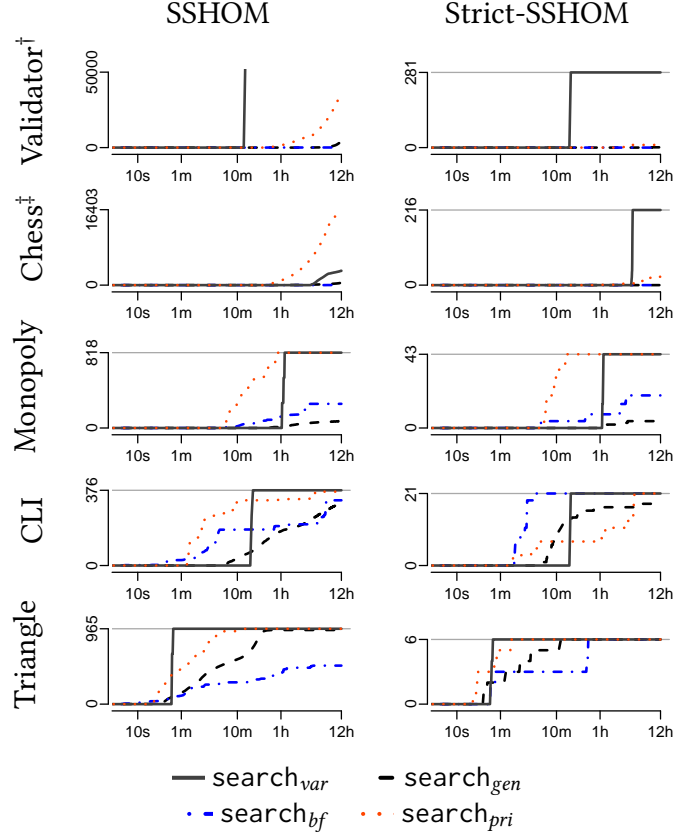 SSHOM Strict-SSHOM
Validator†
50000
0
10s 1m 10m 1h 12h
281
0
10s 1m 10m 1h 12h
Chess‡
16403
0
10s 1m 10m 1h 12h
216
0
10s 1m 10m 1h 12h
Monopoly
818
0
10s 1m 10m 1h 12h
43
0
10s 1m 10m 1h 12h
CLI
376
0
10s 1m 10m 1h 12h
21
0
10s 1m 10m 1h 12h
Triangle
965
0
10s 1m 10m 1h 12h
6
0
10s 1m 10m 1h 12h
search_var search_gen
search_bf search_pri